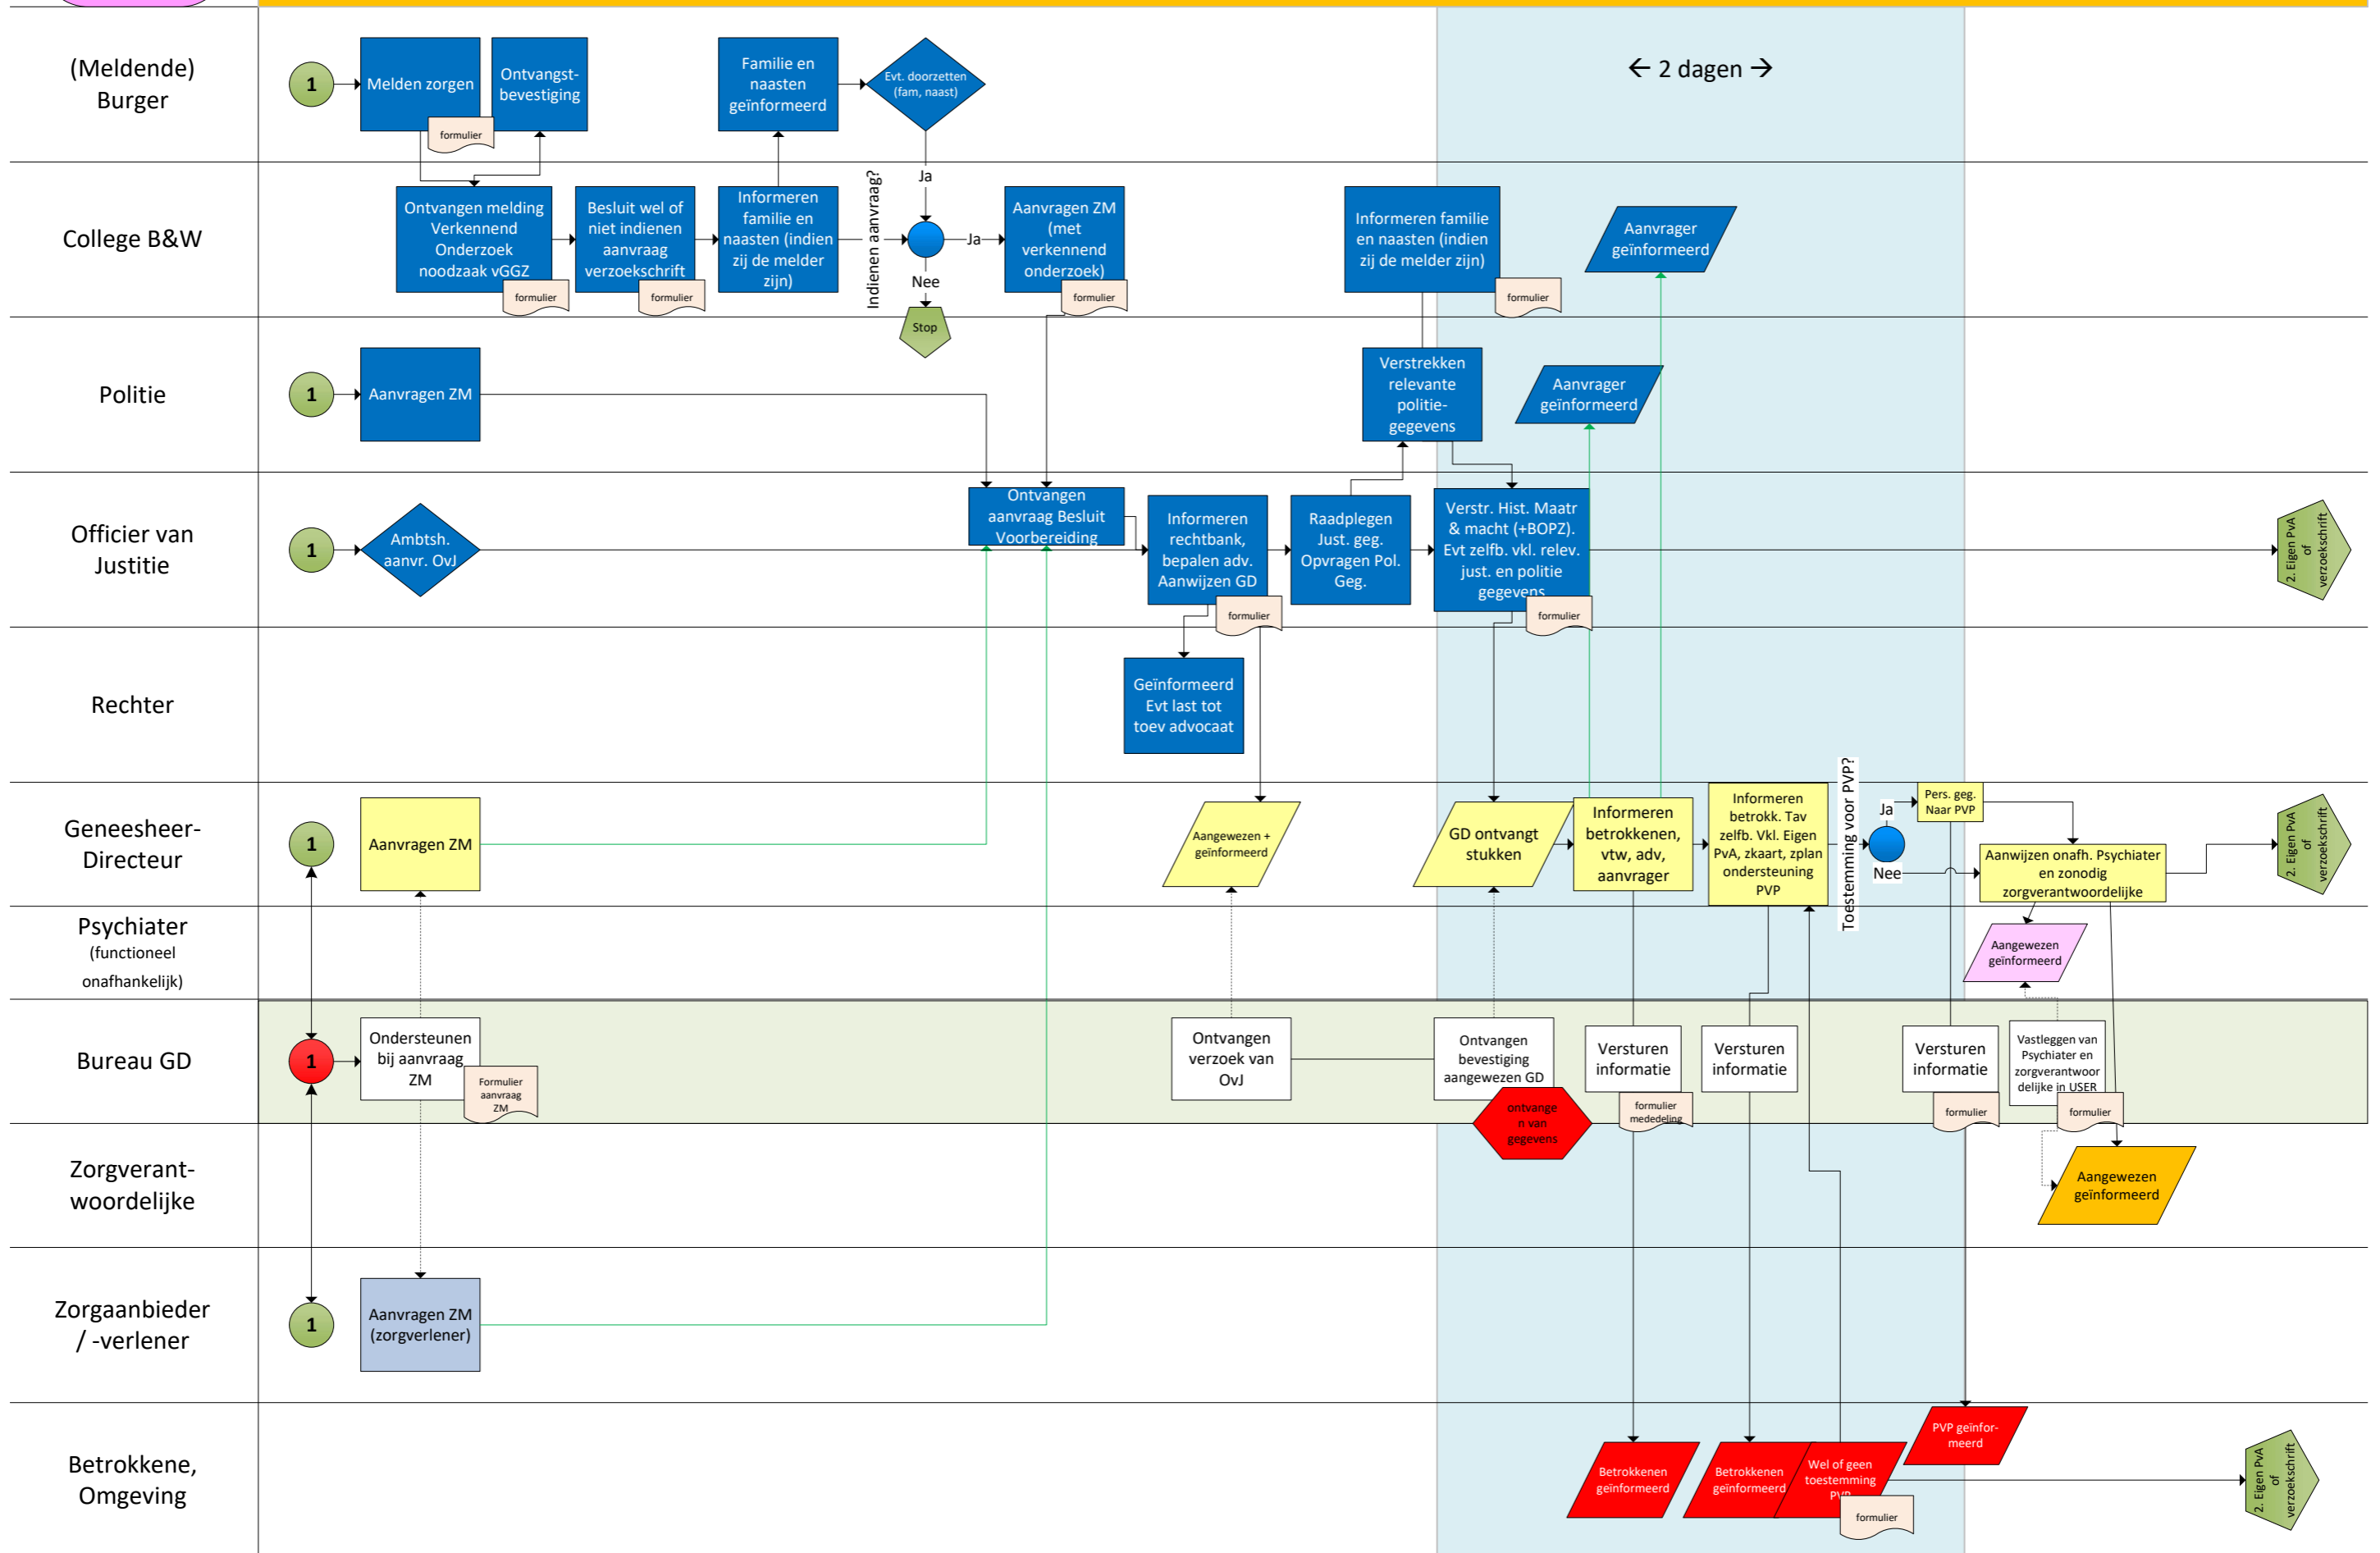 (Meldende)
Burger
1
Melden zorgen
formulier
Ontvangst-
bevestiging
Familie en
naasten
geïnformeerd
Evt. doorzetten
(fam, naast)
← 2 dagen →
College B&W
Ontvangen melding
Verkennend
Onderzoek
noodzaak vGGZ
formulier
Besluit wel of
niet indienen
aanvraag
verzoekschrift
formulier
Informeren
familie en
naasten (indien
zij de melder
zijn)
Indienen aanvraag?
Ja
Ja
Nee
Stop
Aanvragen ZM
(met
verkennend
onderzoek)
formulier
Informeren familie
en naasten (indien
zij de melder zijn)
formulier
Aanvrager
geïnformeerd
Politie
1
Aanvragen ZM
Verstrekken
relevante
politie-
gegevens
Aanvrager
geïnformeerd
Officier van
Justitie
1
Ambtsh.
aanvr. OvJ
Ontvangen
aanvraag Besluit
Voorbereiding
Informeren
rechtbank,
bepalen adv.
Aanwijzen GD
formulier
Raadplegen
Just. geg.
Opvragen Pol.
Geg.
Verstr. Hist. Maatr
& macht (+BOPZ).
Evt zelfb. vkl. relev.
just. en politie
gegevens
formulier
2. Eigen PvA
of
verzoekschrift
Rechter
Geïnformeerd
Evt last tot
toev advocaat
Geneesheer-
Directeur
1
Aanvragen ZM
Aangewezen +
geïnformeerd
GD ontvangt
stukken
Informeren
betrokkenen,
vtw, adv,
aanvrager
Informeren
betrokk. Tav
zelfb. Vkl. Eigen
PvA, zkaart, zplan
ondersteuning
PVP
Toestemming voor PVP?
Ja
Nee
Pers. geg.
Naar PVP
Aanwijzen onafh. Psychiater
en zonodig
zorgverantwoordelijke
2. Eigen PvA
of
verzoekschrift
Psychiater
(functioneel
onafhankelijk)
Aangewezen
geïnformeerd
Bureau GD
1
Ondersteunen
bij aanvraag
ZM
Formulier
aanvraag
ZM
Ontvangen
verzoek van
OvJ
Ontvangen
bevestiging
aangewezen GD
ontvange
n van
gegevens
Versturen
informatie
formulier
mededeling
Versturen
informatie
Versturen
informatie
formulier
Vastleggen van
Psychiater en
zorgverantwoor
delijke in USER
formulier
Zorgverant-
woordelijke
Aangewezen
geïnformeerd
Zorgaanbieder
/ -verlener
1
Aanvragen ZM
(zorgverlener)
Betrokkene,
Omgeving
Betrokkenen
geïnformeerd
Betrokkenen
geïnformeerd
Wel of geen
toestemming
PVP
formulier
PVP geïnfor-
meerd
2. Eigen PvA
of
verzoekschrift